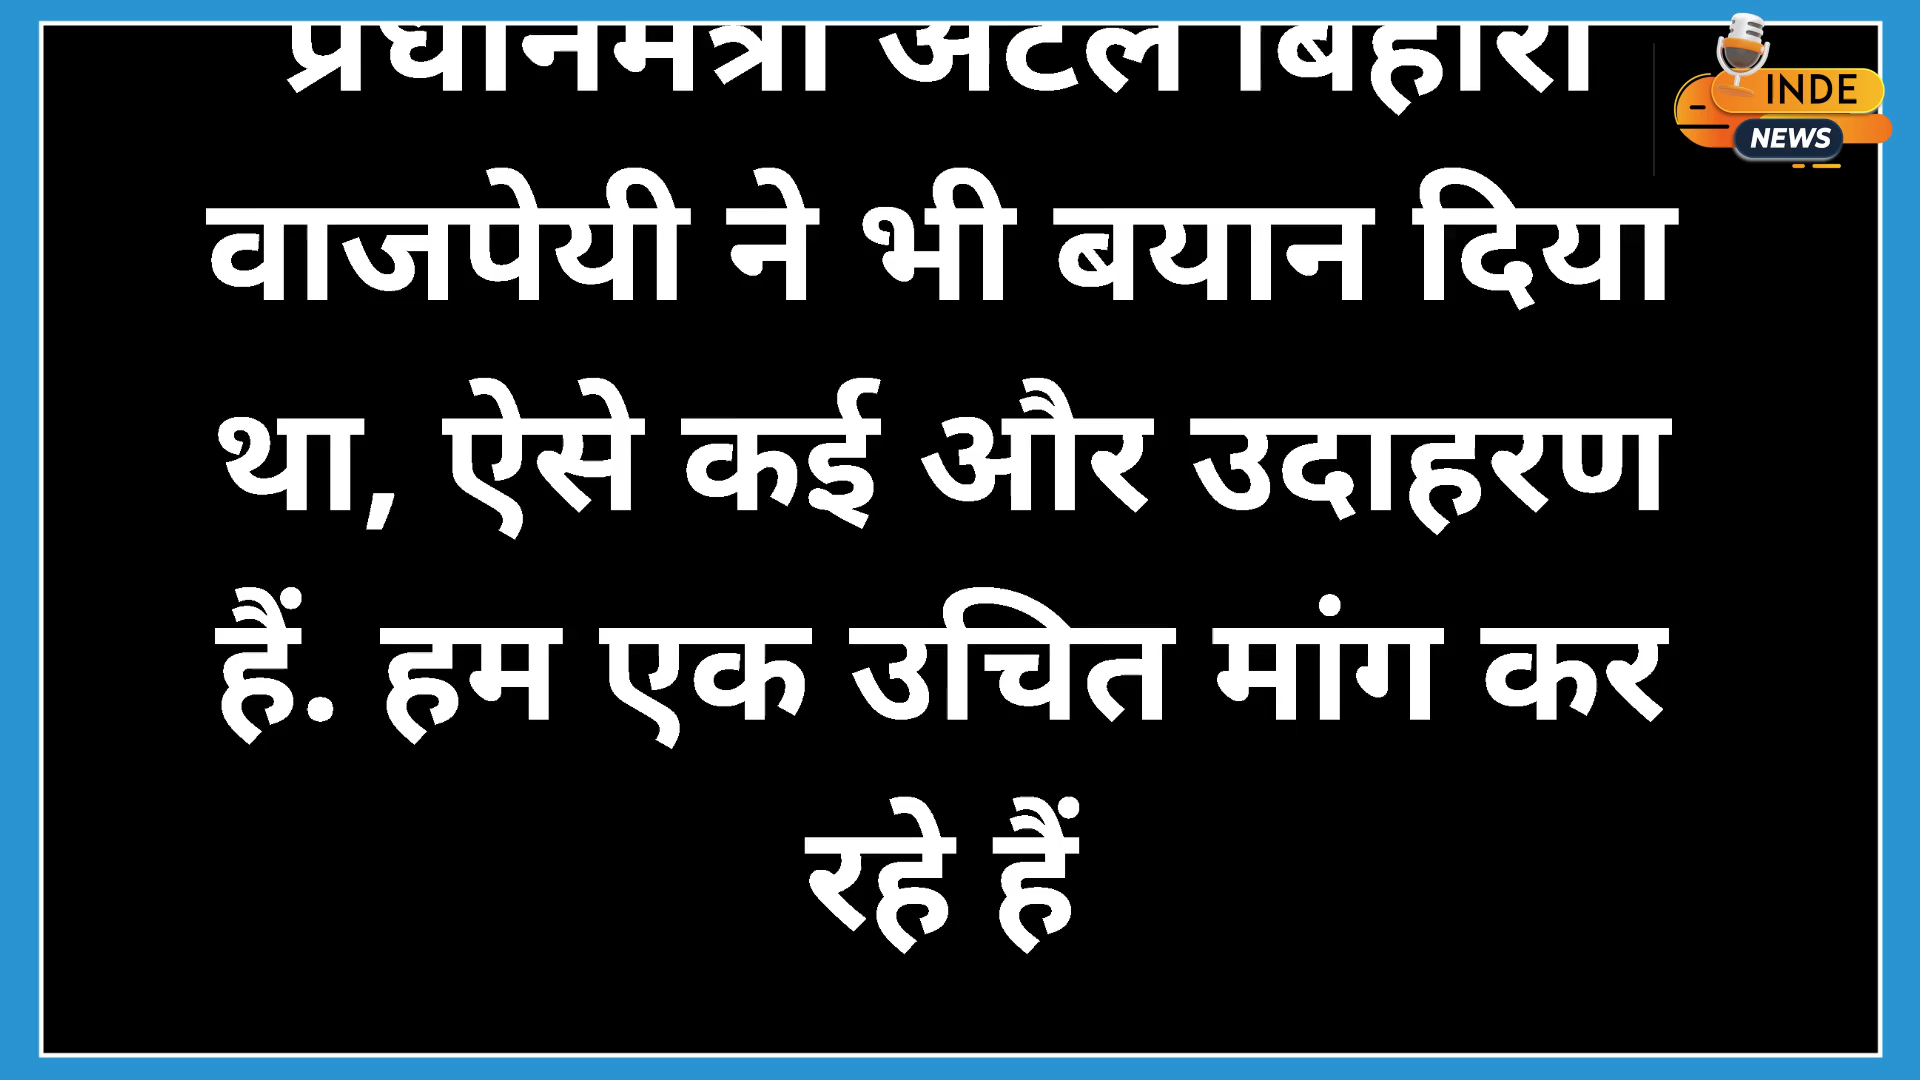 प्रधानमंत्री अटल बिहारी
वाजपेयी ने भी बयान दिया
था, ऐसे कई और उदाहरण
हैं. हम एक उचित मांग कर
रहे हैं
INDE
NEWS